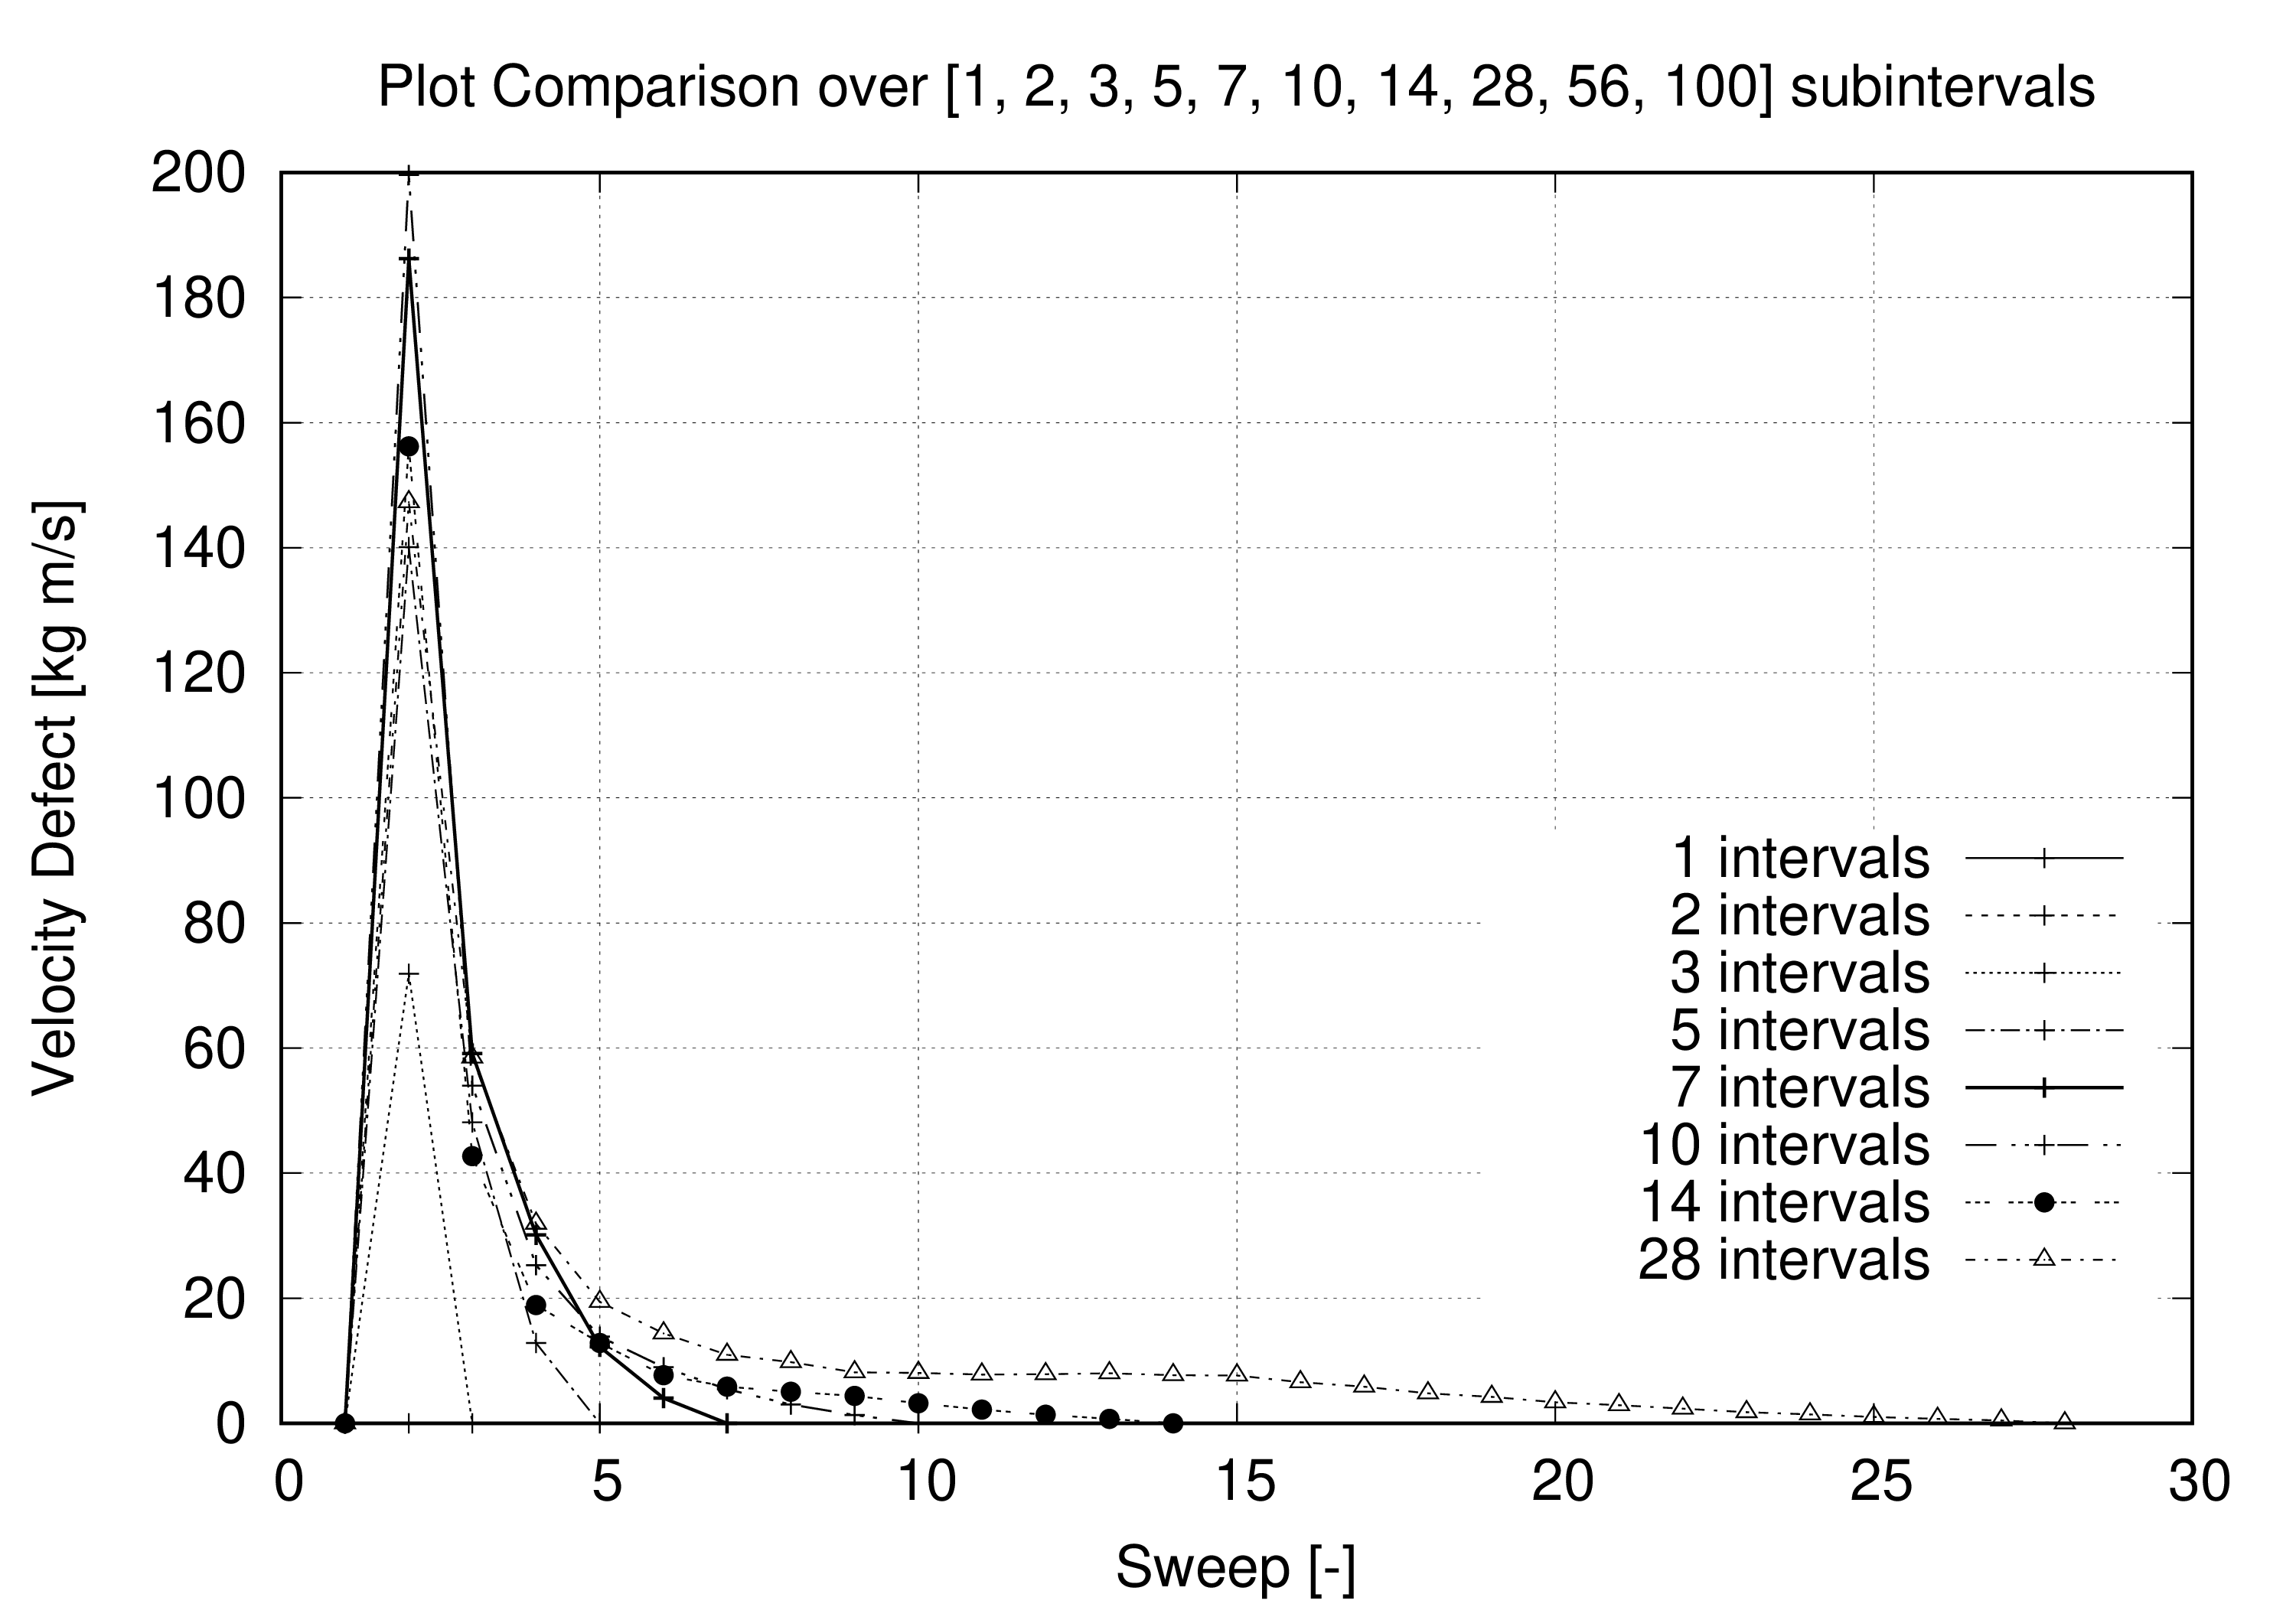 Plot Comparison over [1, 2, 3, 5, 7, 10, 14, 28, 56, 100] subintervals
200
180
160
140
120
100
80
60
40
20
0
Velocity Defect [kg m/s]
1 intervals
2 intervals
3 intervals
5 intervals
7 intervals
10 intervals
14 intervals
28 intervals
0 5 10 15 20 25 30
Sweep [-]